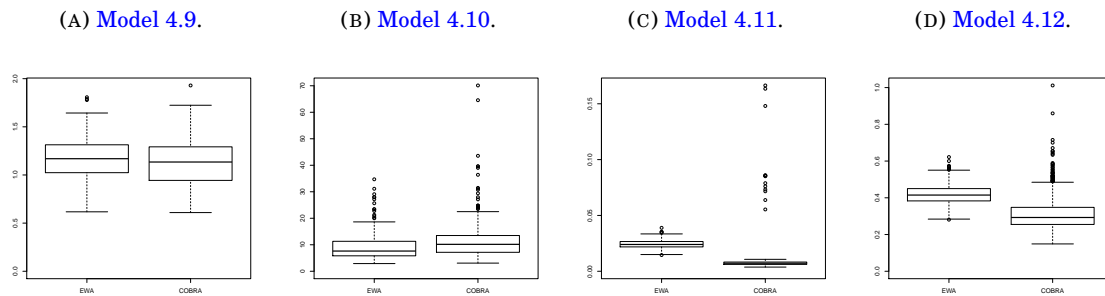 (A) Model 4.9.
(B) Model 4.10.
(C) Model 4.11.
(D) Model 4.12.
2.0
1.5
1.0
0.5
0.0
EWA COBRA
70
60
50
40
30
20
10
0
EWA COBRA
0.15
0.10
0.05
0.00
EWA COBRA
1.0
0.8
0.6
0.4
0.2
0.0
EWA COBRA